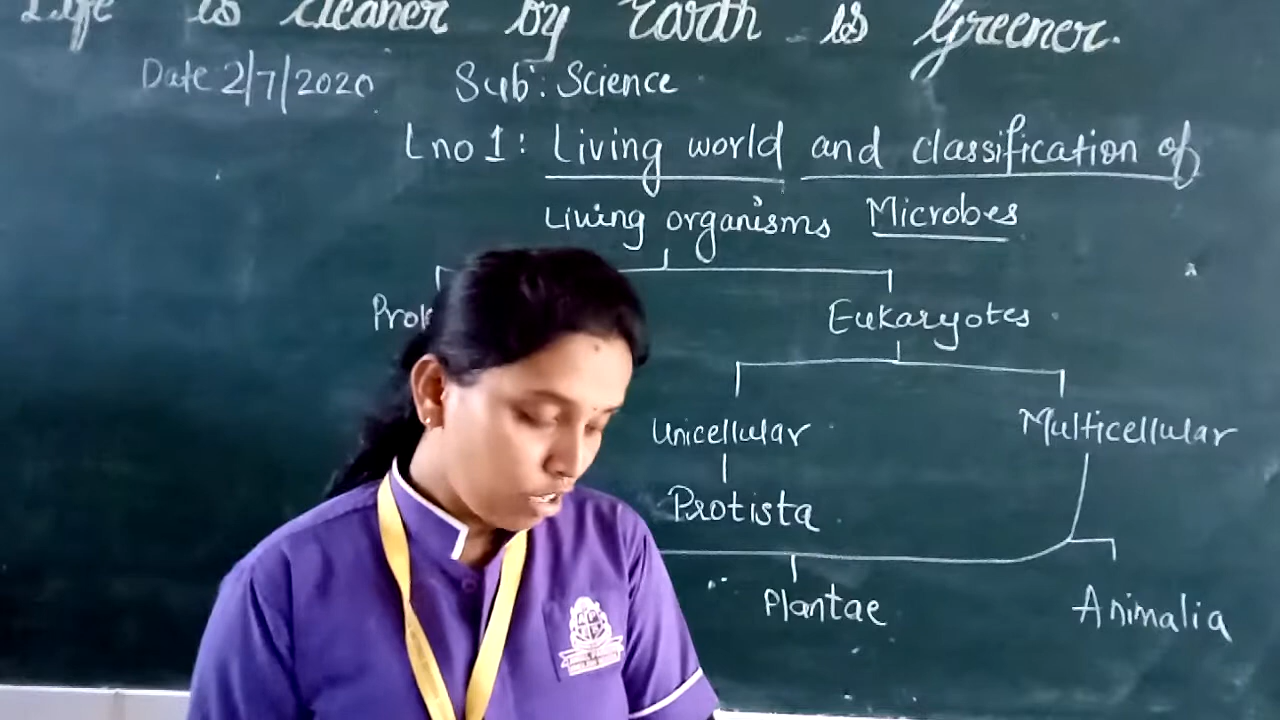 Life is cleaner by Earth is Greener.
Date 2/7/2020 Sub: Science
Lno 1: Living world and classification of
Living organisms Microbes
Eukaryotes
Unicellular Multicellular
Protista
Plantae Animalia